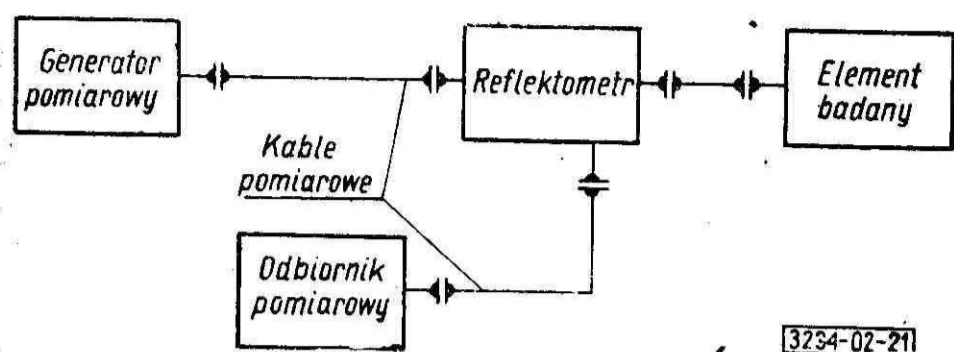 Generator
pomiarowy
Reflektometr
Element
badany
Kable
pomiarowe
Odbiornik
pomiarowy
3234-02-21